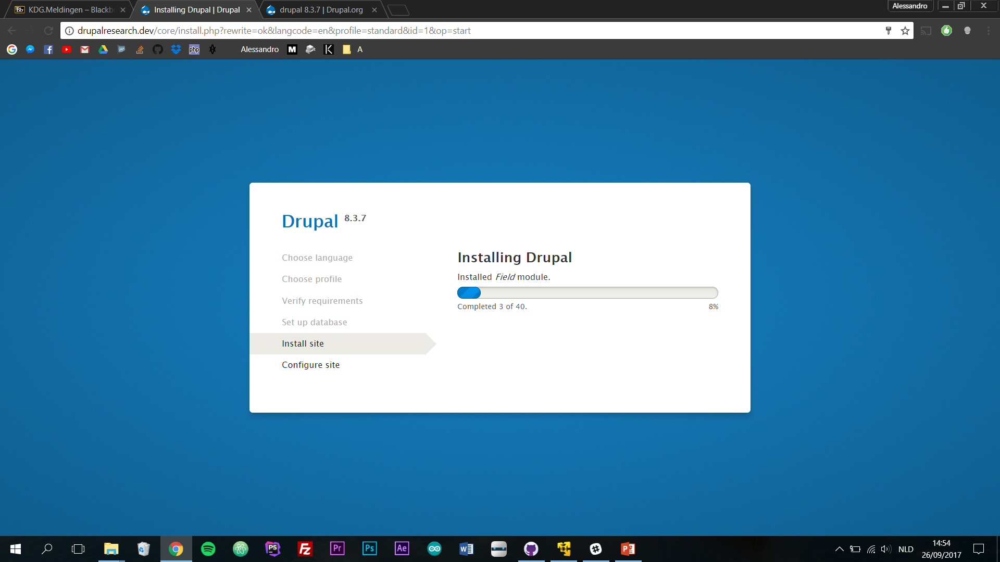 KDG.Meldingen – Blackb
Installing Drupal | Drupal
drupal 8.3.7 | Drupal.org
Alessandro
drupalresearch.dev/core/install.php?rewrite=ok&langcode=en&profile=standard&id=1&op=start
Alessandro
A
Drupal 8.3.7
Choose language
Choose profile
Verify requirements
Set up database
Install site
Configure site
Installing Drupal
Installed Field module.
Completed 3 of 40.
8%
NLD
14:54
26/09/2017